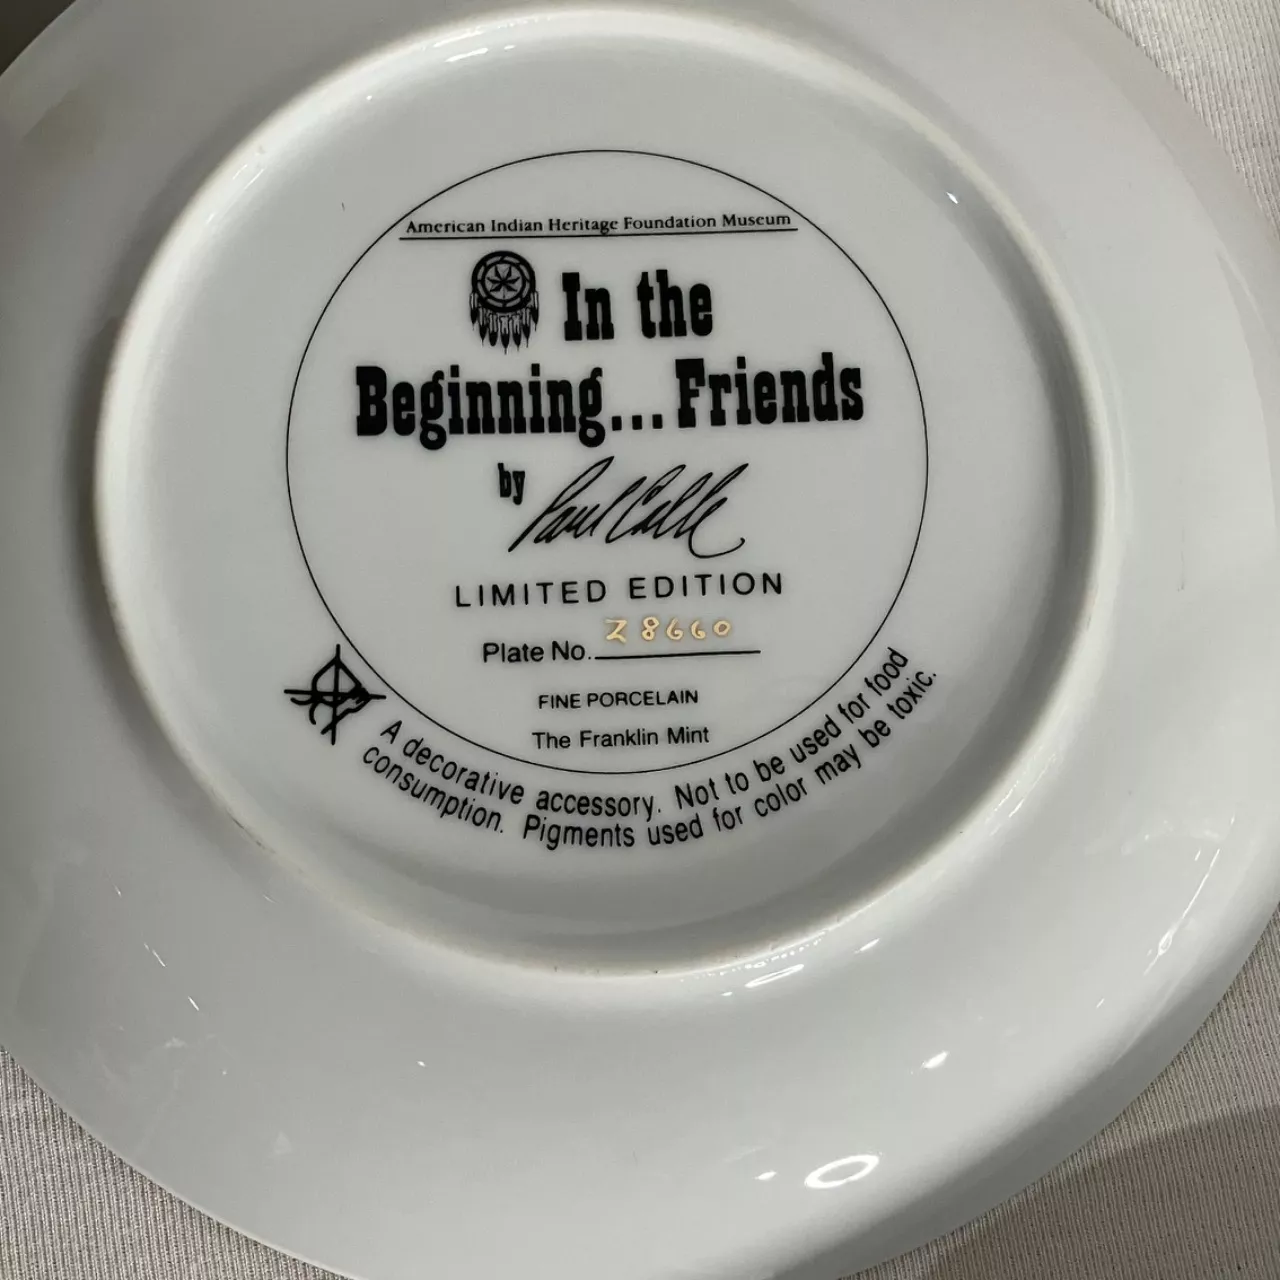 American Indian Heritage Foundation Museum
In the
Beginning...Friends
by Paul Calle
LIMITED EDITION
Plate No. Z8660
FINE PORCELAIN
The Franklin Mint
A decorative accessory. Not to be used for food
consumption. Pigments used for color may be toxic.